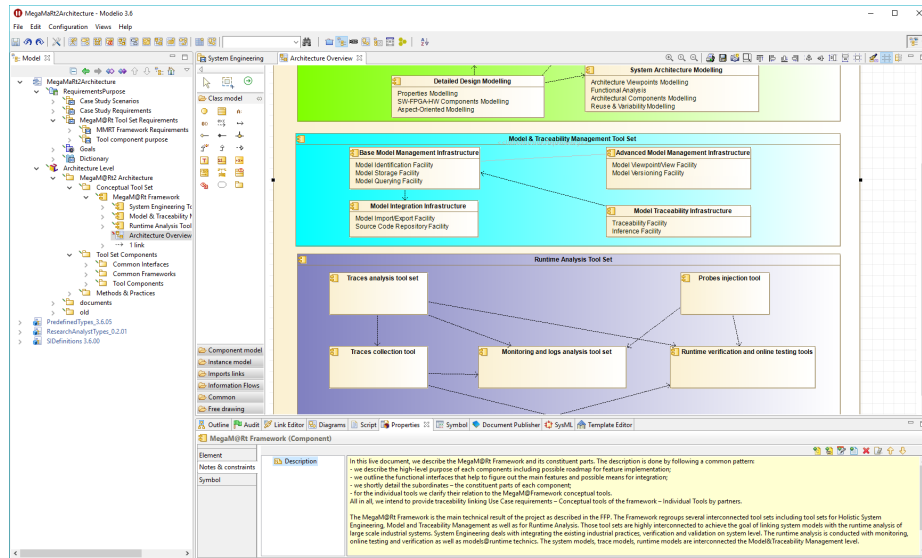 MegaMaRt2Architecture - Modelio 3.6
File Edit Configuration Views Help
Model
System Engineering
Architecture Overview
MegaMaRt2Architecture
RequirementsPurpose
Case Study Scenarios
Case Study Requirements
MegaM@Rt Tool Set Requirements
MMRT Framework Requirements
Tool component purpose
Goals
Dictionary
Architecture Level
MegaM@Rt2 Architecture
Conceptual Tool Set
MegaM@Rt Framework
System Engineering To
Model & Traceability M
Runtime Analysis Tool
Architecture Overview
1 link
Tool Set Components
Common Interfaces
Common Frameworks
Tool Components
Methods & Practices
documents
old
PredefinedTypes_3.6.05
ResearchAnalystTypes_0.2.01
SIDefinitions 3.6.00
Class model
Component model
Instance model
Imports links
Information Flows
Common
Free drawing
Detailed Design Modelling
Properties Modelling
SW-FPGA-HW Components Modelling
Aspect-Oriented Modelling
System Architecture Modelling
Architecture Viewpoints Modelling
Functional Analysis
Architectural Components Modelling
Reuse & Variability Modelling
Model & Traceability Management Tool Set
Base Model Management Infrastructure
Model Identification Facility
Model Storage Facility
Model Querying Facility
Advanced Model Management Infrastructure
Model Viewpoint/View Facility
Model Versioning Facility
Model Integration Infrastructure
Model Import/Export Facility
Source Code Repository Facility
Model Traceability Infrastructure
Traceability Facility
Inference Facility
Runtime Analysis Tool Set
Traces analysis tool set
Probes injection tool
Traces collection tool
Monitoring and logs analysis tool set
Runtime verification and online testing tools
Outline Audit Link Editor Diagrams Script Properties Symbol Document Publisher SysML Template Editor
MegaM@Rt Framework (Component)
Element
Notes & constraints
Symbol
Description
In this live document, we describe the MegaM@Rt Framework and its constituent parts. The description is done by following a common pattern:
- we describe the high-level purpose of each components including possible roadmap for feature implementation;
- we outline the functional interfaces that help to figure out the main features and possible means for integration;
- we shortly detail the subordinates – the constituent parts of each component;
- for the individual tools we clarify their relation to the MegaM@Framework conceptual tools.
All in all, we intend to provide traceability linking Use Case requirements – Conceptual tools of the framework – Individual Tools by partners.
The MegaM@Rt Framework is the main technical result of the project as described in the FFP. The Framework regroups several interconnected tool sets including tool sets for Holistic System
Engineering, Model and Traceability Management as well as for Runtime Analysis. Those tool sets are highly interconnected to achieve the goal of linking system models with the runtime analysis of
large scale industrial systems. System Engineering deals with integrating the existing industrial practices, verification and validation on system level. The runtime analysis is conducted with monitoring,
online testing and verification as well as models@runtime technics. The system models, trace models, runtime models are interconnected the Model&Traceability Management level.